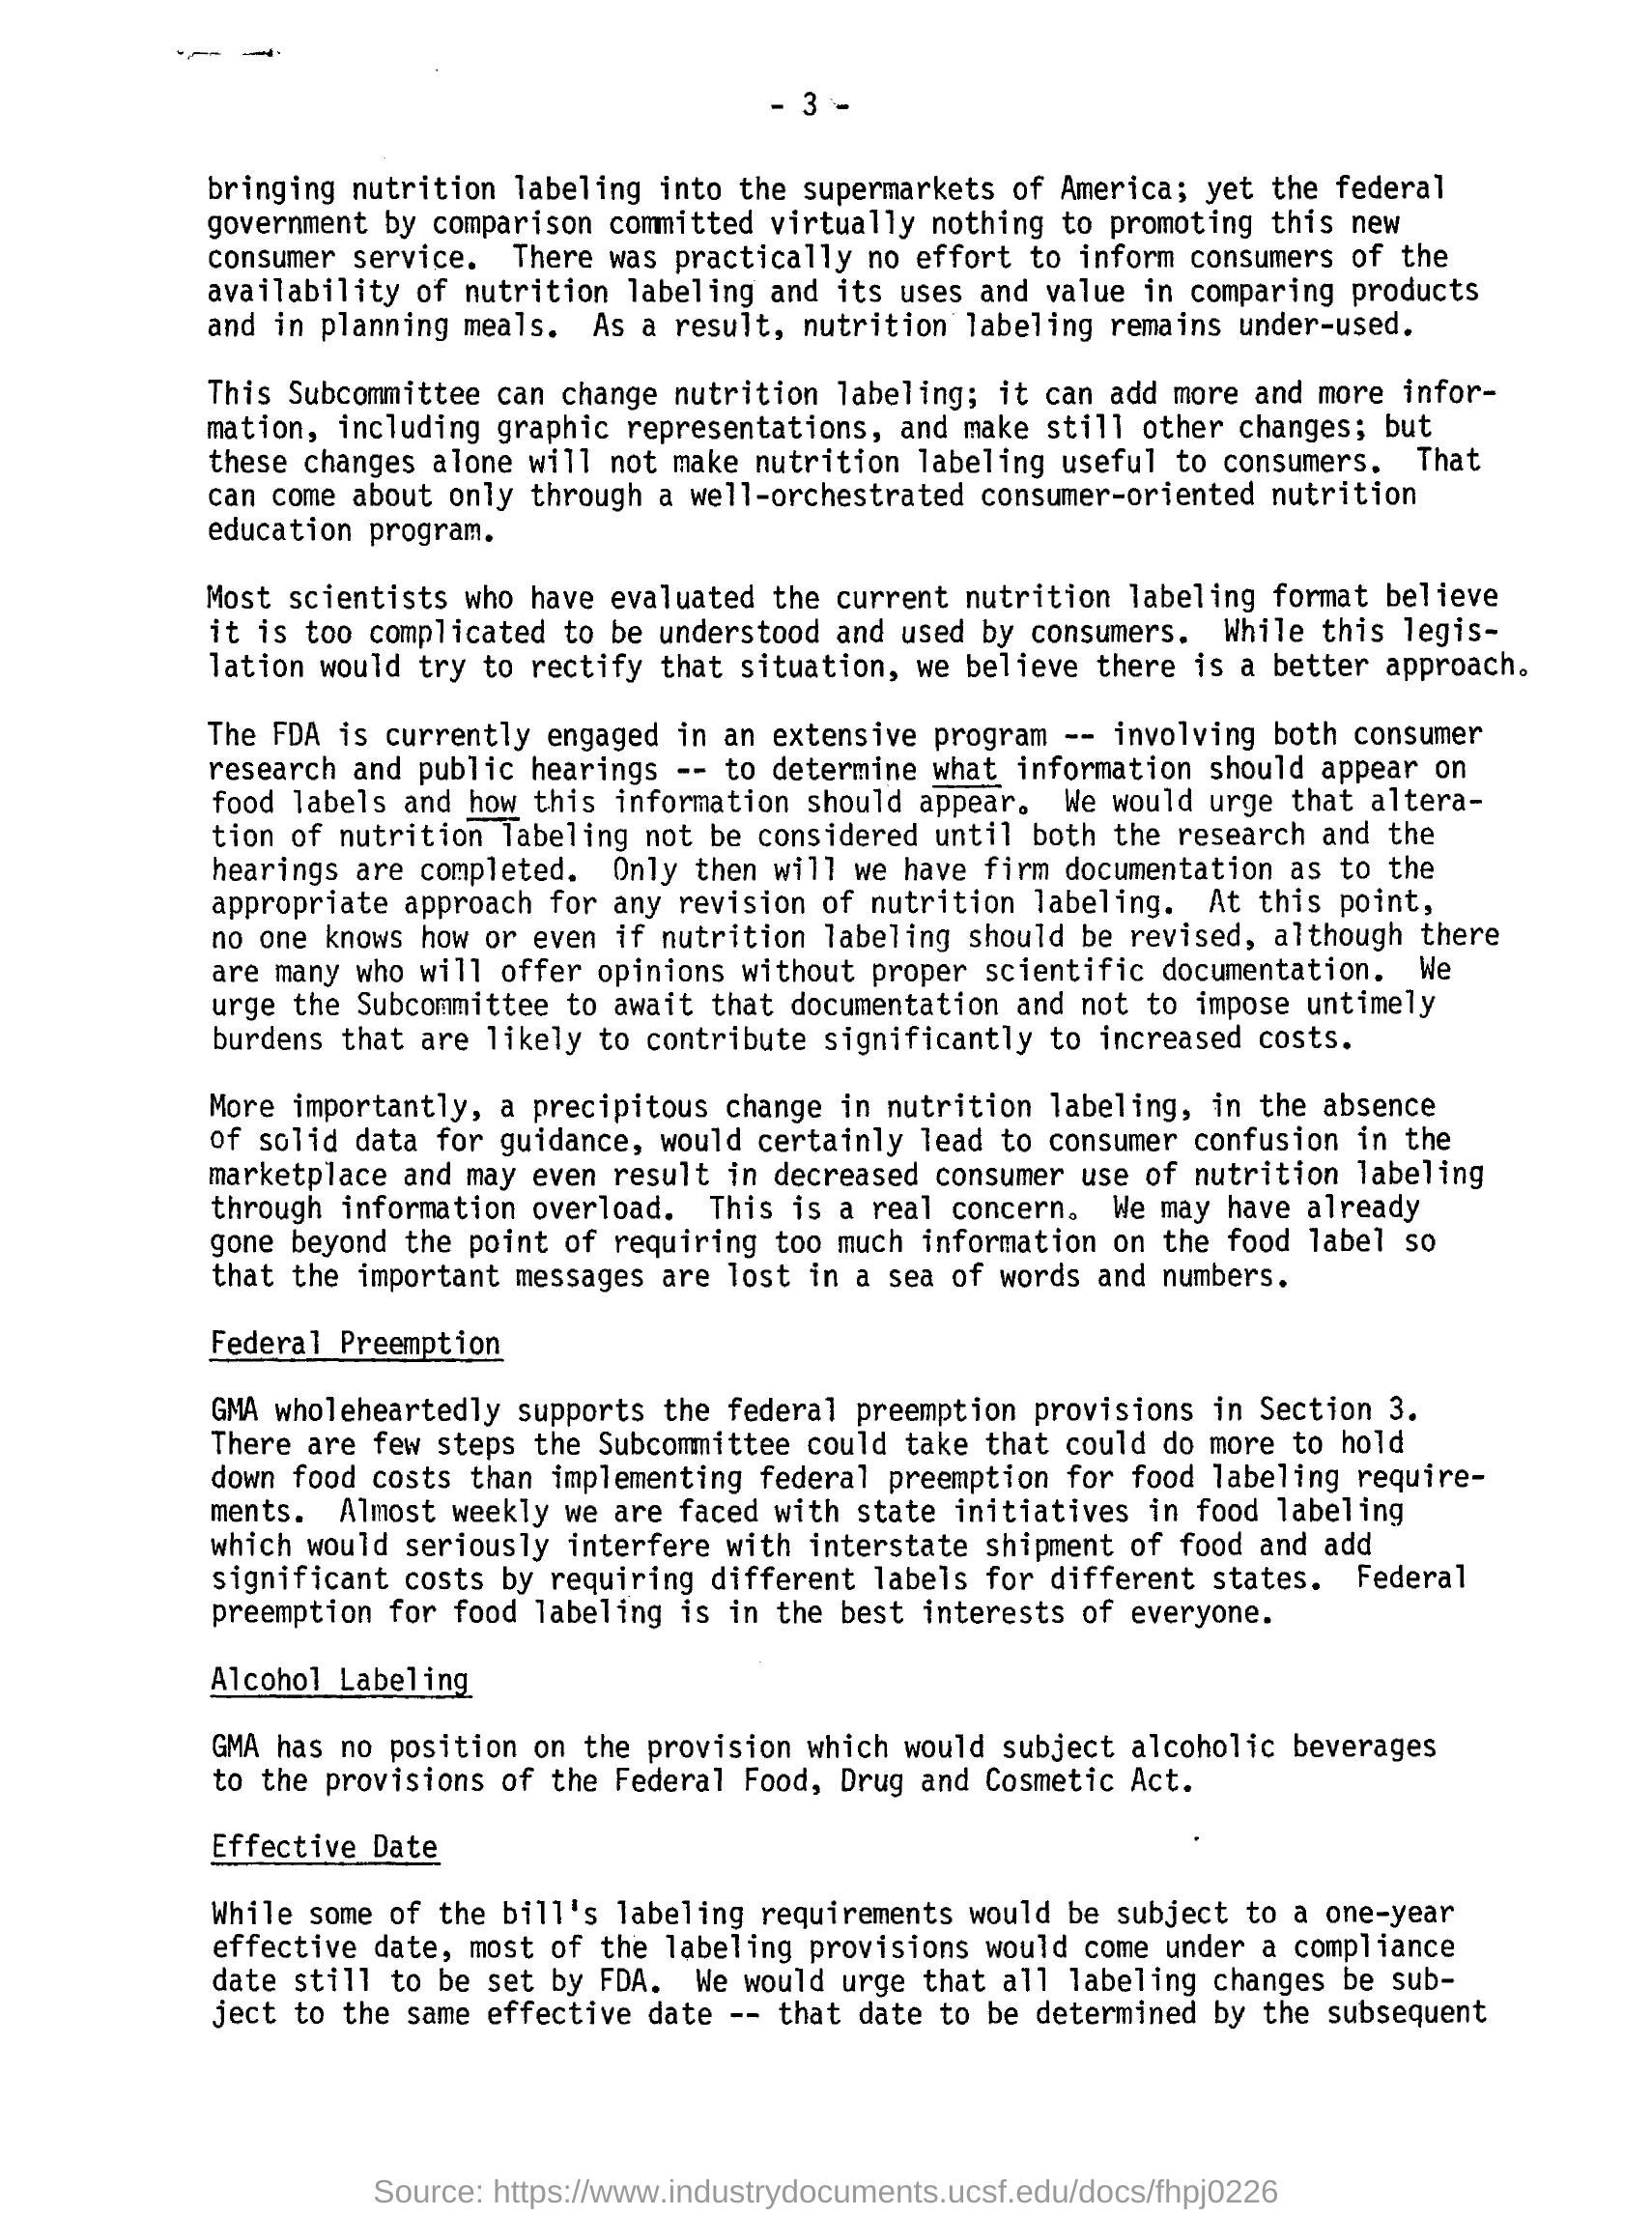 - 3 -
bringing nutrition labeling into the supermarkets of America; yet the federal
government by comparison committed virtually nothing to promoting this new
consumer service. There was practically no effort to inform consumers of the
availability of nutrition labeling and its uses and value in comparing products
and in planning meals. As a result, nutrition labeling remains under-used.
This Subcommittee can change nutrition labeling; it can add more and more infor-
mation, including graphic representations, and make still other changes; but
these changes alone will not make nutrition labeling useful to consumers. That
can come about only through a well-orchestrated consumer-oriented nutrition
education program.
Most scientists who have evaluated the current nutrition labeling format believe
it is too complicated to be understood and used by consumers. While this legis-
lation would try to rectify that situation, we believe there is a better approach.
The FDA is currently engaged in an extensive program -- involving both consumer
research and public hearings -- to determine what information should appear on
food labels and how this information should appear. We would urge that altera-
tion of nutrition labeling not be considered until both the research and the
hearings are completed. Only then will we have firm documentation as to the
appropriate approach for any revision of nutrition labeling. At this point,
no one knows how or even if nutrition labeling should be revised, although there
are many who will offer opinions without proper scientific documentation. We
urge the Subcommittee to await that documentation and not to impose untimely
burdens that are likely to contribute significantly to increased costs.
More importantly, a precipitous change in nutrition labeling, in the absence
of solid data for guidance, would certainly lead to consumer confusion in the
marketplace and may even result in decreased consumer use of nutrition labeling
through information overload. This is a real concern. We may have already
gone beyond the point of requiring too much information on the food label so
that the important messages are lost in a sea of words and numbers.
Federal Preemption
GMA wholeheartedly supports the federal preemption provisions in Section 3.
There are few steps the Subcommittee could take that could do more to hold
down food costs than implementing federal preemption for food labeling require-
ments. Almost weekly we are faced with state initiatives in food labeling
which would seriously interfere with interstate shipment of food and add
significant costs by requiring different labels for different states. Federal
preemption for food labeling is in the best interests of everyone.
Alcohol Labeling
GMA has no position on the provision which would subject alcoholic beverages
to the provisions of the Federal Food, Drug and Cosmetic Act.
Effective Date
While some of the bill's labeling requirements would be subject to a one-year
effective date, most of the labeling provisions would come under a compliance
date still to be set by FDA. We would urge that all labeling changes be sub-
ject to the same effective date -- that date to be determined by the subsequent
Source: https://www.industrydocuments.ucsf.edu/docs/fhpj0226